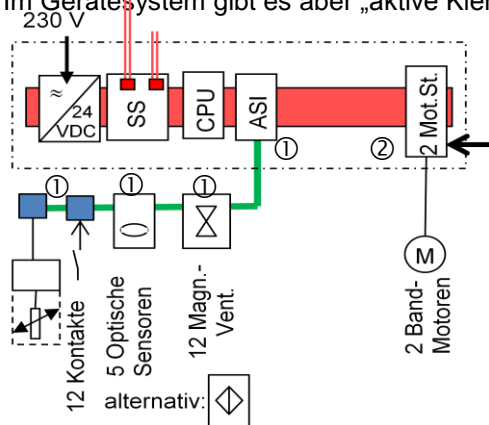 im Gerätesystem gibt es aber „aktive Klem
230 V
≈
24
VDC
SS
CPU
ASI
2 Mot.St.
①
②
①
①
①
M
12 Kontakte
5 Optische
Sensoren
12 Magn.-
Vent.
2 Band-
Motoren
alternativ: